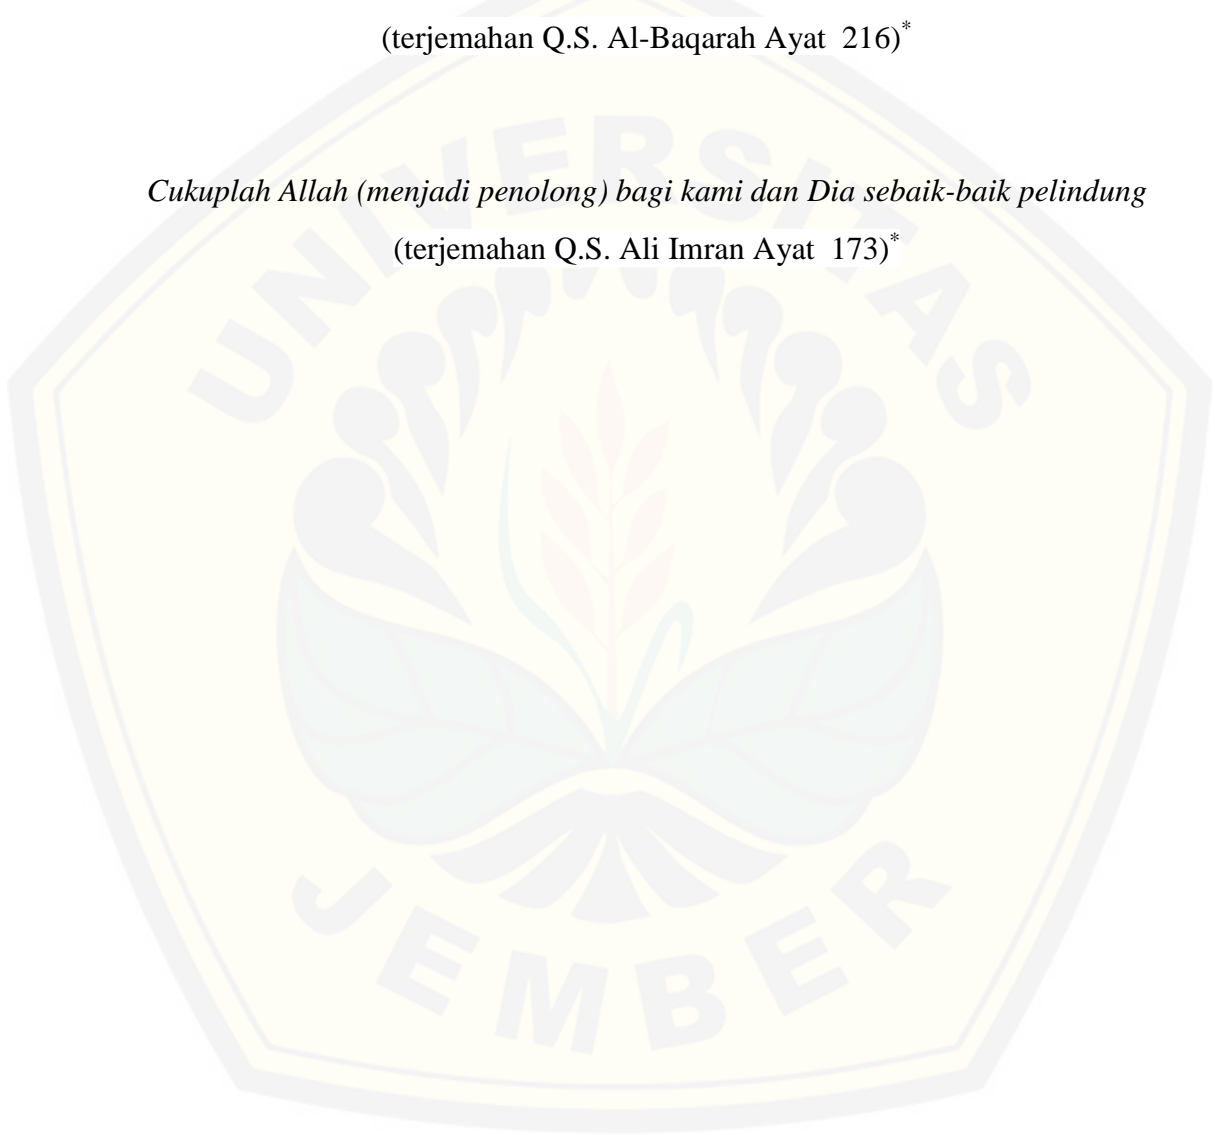 (terjemahan Q.S. Al-Baqarah Ayat 216)*
Cukuplah Allah (menjadi penolong) bagi kami dan Dia sebaik-baik pelindung
(terjemahan Q.S. Ali Imran Ayat 173)*
UNIVERSITAS
JEMBER